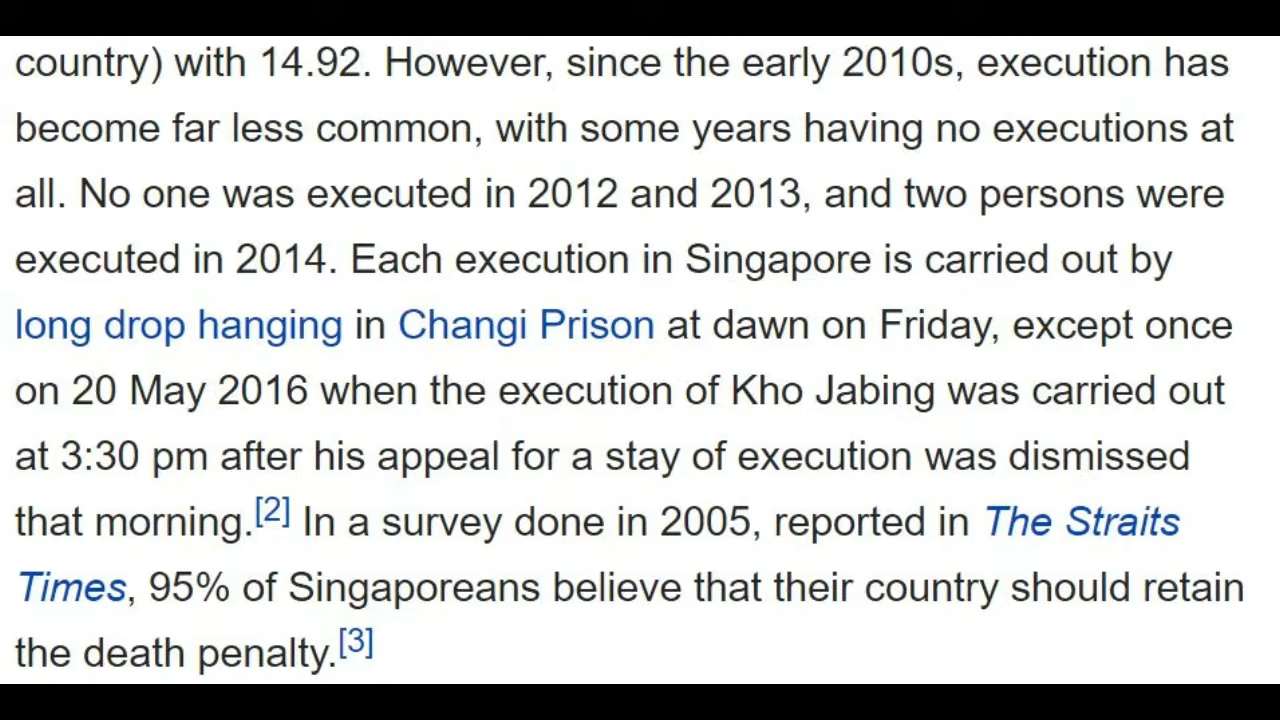 country) with 14.92. However, since the early 2010s, execution has
become far less common, with some years having no executions at
all. No one was executed in 2012 and 2013, and two persons were
executed in 2014. Each execution in Singapore is carried out by
long drop hanging in Changi Prison at dawn on Friday, except once
on 20 May 2016 when the execution of Kho Jabing was carried out
at 3:30 pm after his appeal for a stay of execution was dismissed
that morning.[2] In a survey done in 2005, reported in The Straits
Times, 95% of Singaporeans believe that their country should retain
the death penalty.[3]